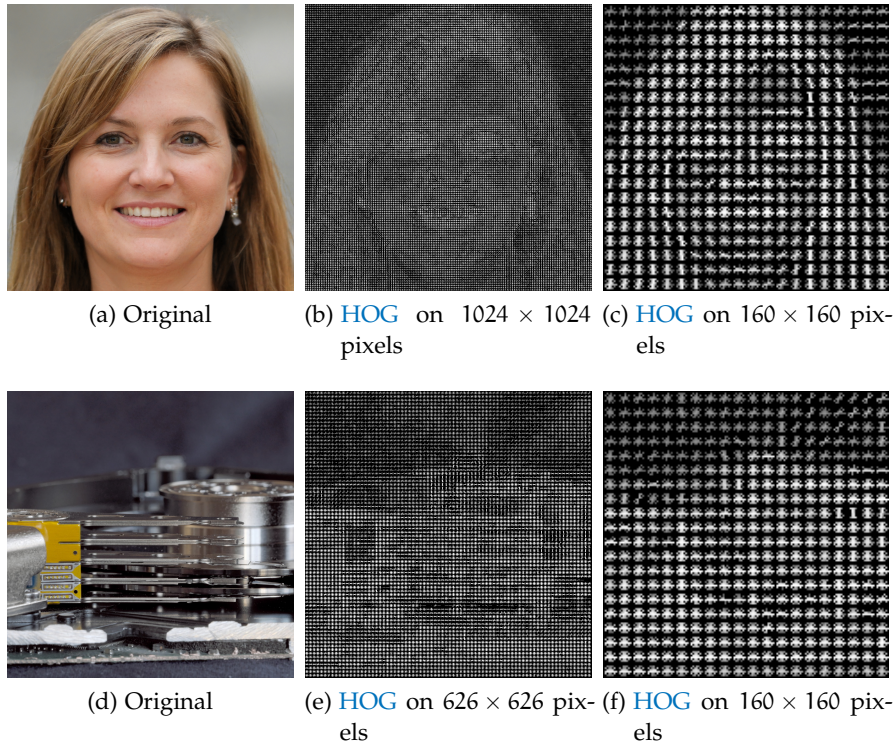 (a) Original
(b) HOG on 1024 × 1024
pixels
(c) HOG on 160 × 160 pix-
els
(d) Original
(e) HOG on 626 × 626 pix-
els
(f) HOG on 160 × 160 pix-
els